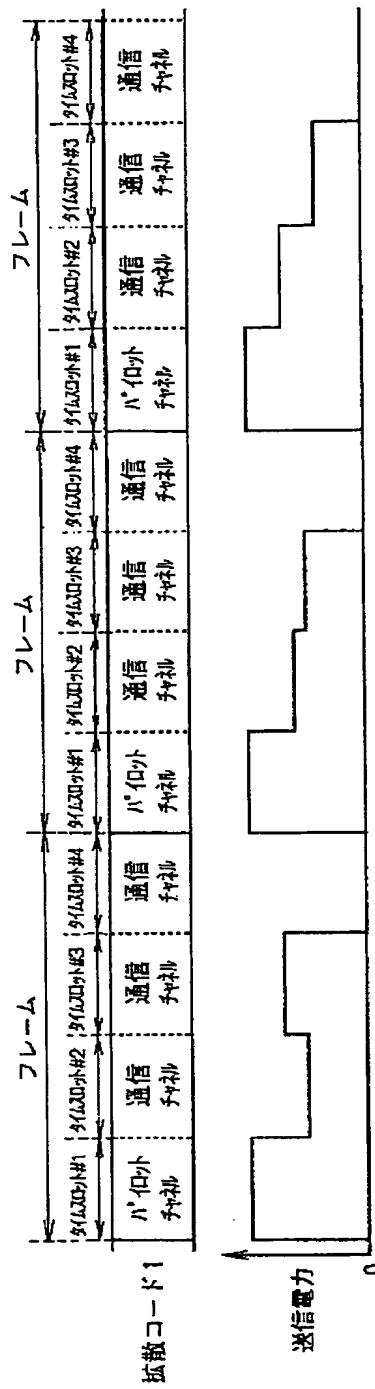 フレーム
フレーム
フレーム
タイムスロット#1
タイムスロット#2
タイムスロット#3
タイムスロット#4
タイムスロット#1
タイムスロット#2
タイムスロット#3
タイムスロット#4
タイムスロット#1
タイムスロット#2
タイムスロット#3
タイムスロット#4
拡散コード1
パイロット
チャネル
通信
チャネル
通信
チャネル
通信
チャネル
パイロット
チャネル
通信
チャネル
通信
チャネル
通信
チャネル
パイロット
チャネル
通信
チャネル
通信
チャネル
通信
チャネル
送信電力
0